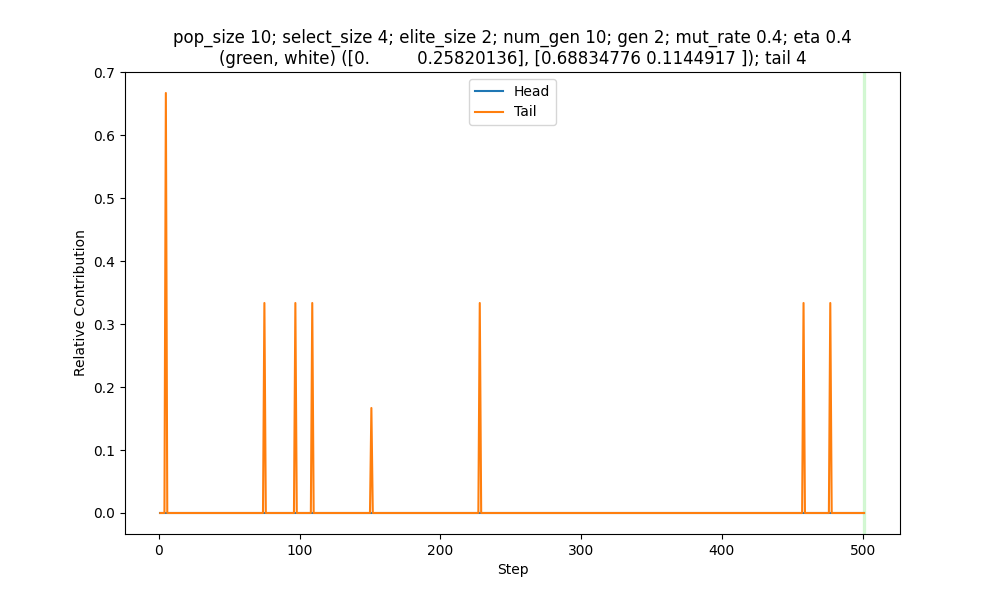 pop_size 10; select_size 4; elite_size 2; num_gen 10; gen 2; mut_rate 0.4; eta 0.4
(green, white) ([0.         0.25820136], [0.68834776 0.1144917 ]); tail 4
Head
Tail
0.7
0.6
0.5
0.4
0.3
0.2
0.1
0.0
Relative Contribution
0 100 200 300 400 500
Step